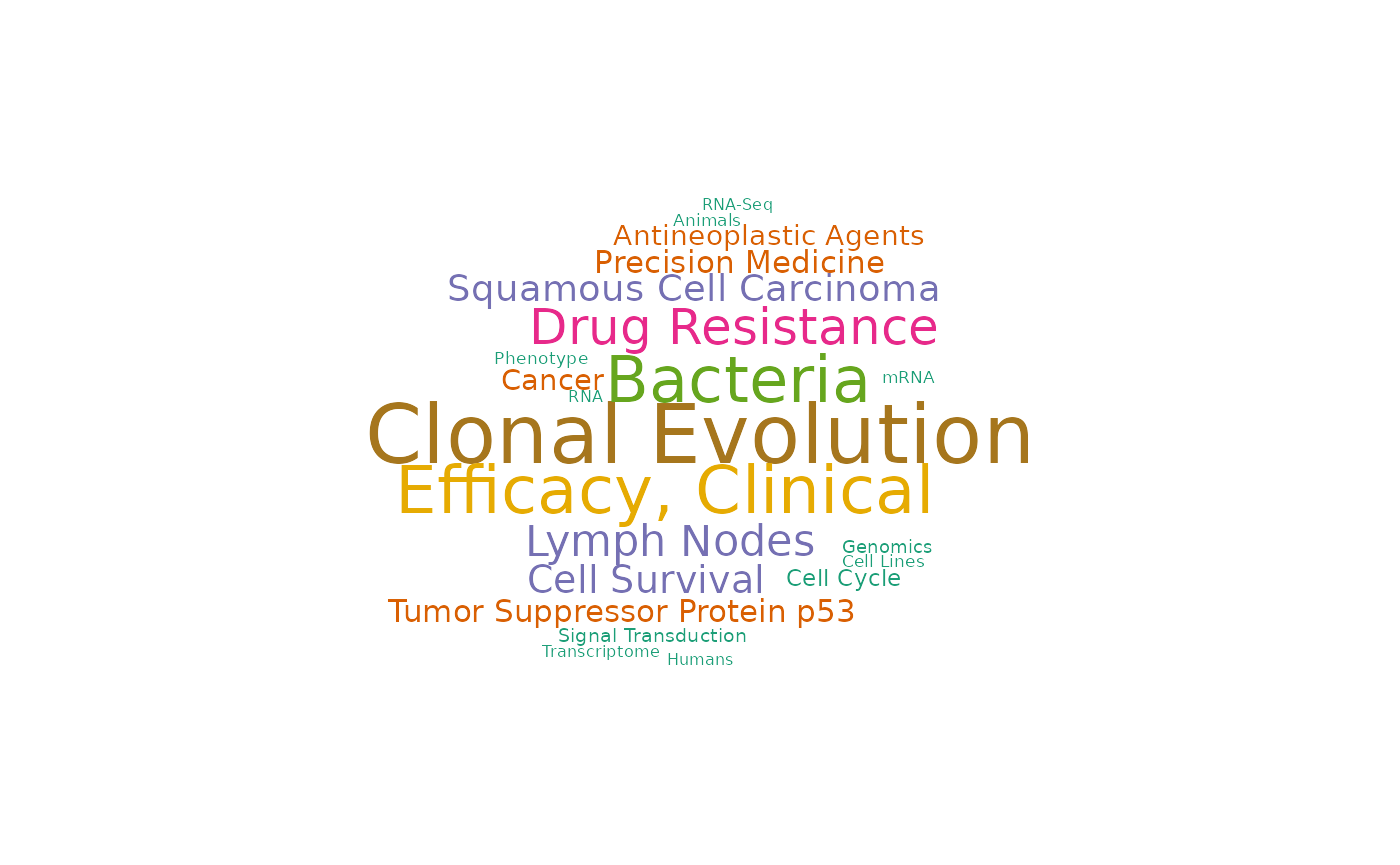 RNA-Seq
Animals
Antineoplastic Agents
Precision Medicine
Squamous Cell Carcinoma
Drug Resistance
Phenotype
Bacteria
mRNA
Cancer
RNA
Clonal Evolution
Efficacy, Clinical
Lymph Nodes
Genomics
Cell Lines
Cell Survival
Cell Cycle
Tumor Suppressor Protein p53
Signal Transduction
Transcriptome
Humans